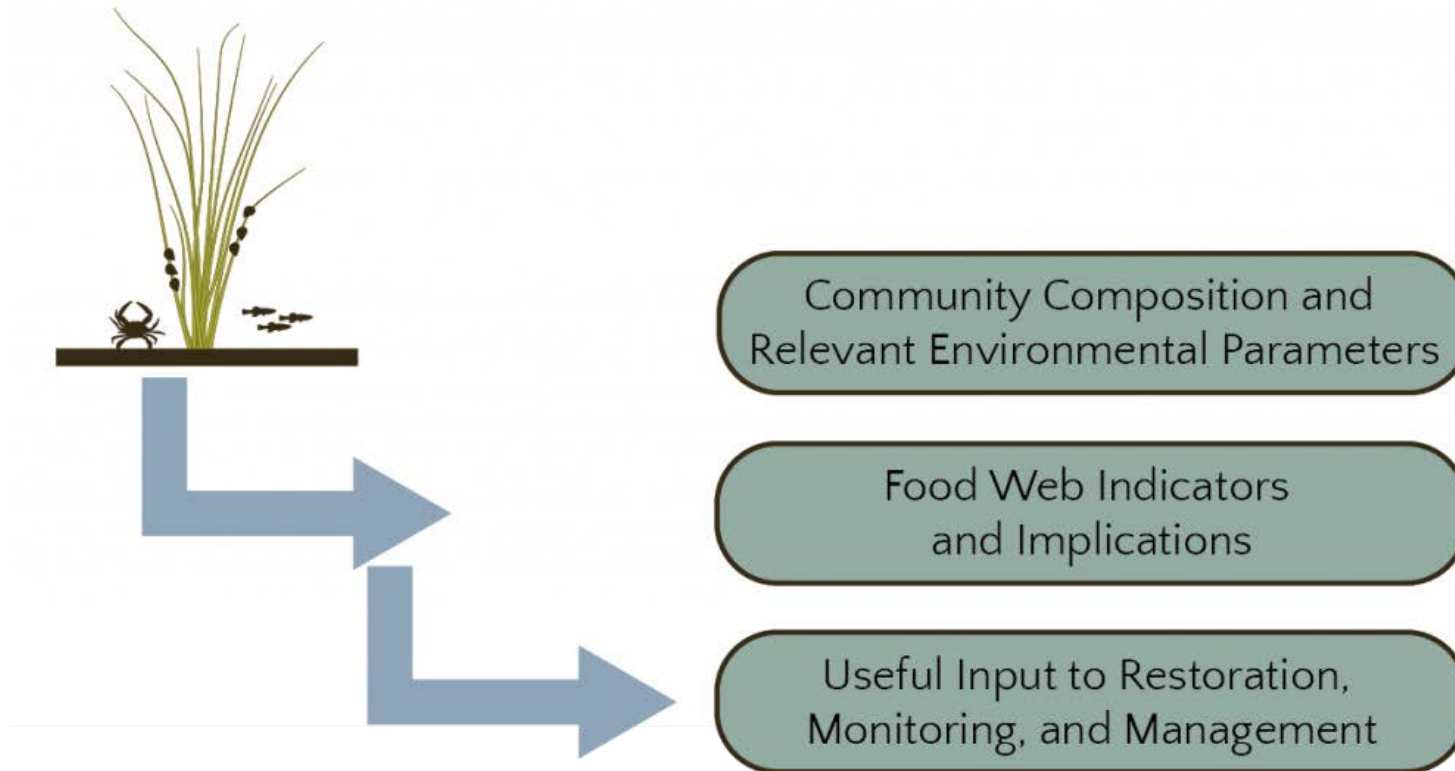 Community Composition and
Relevant Environmental Parameters
Food Web Indicators
and Implications
Useful Input to Restoration,
Monitoring, and Management